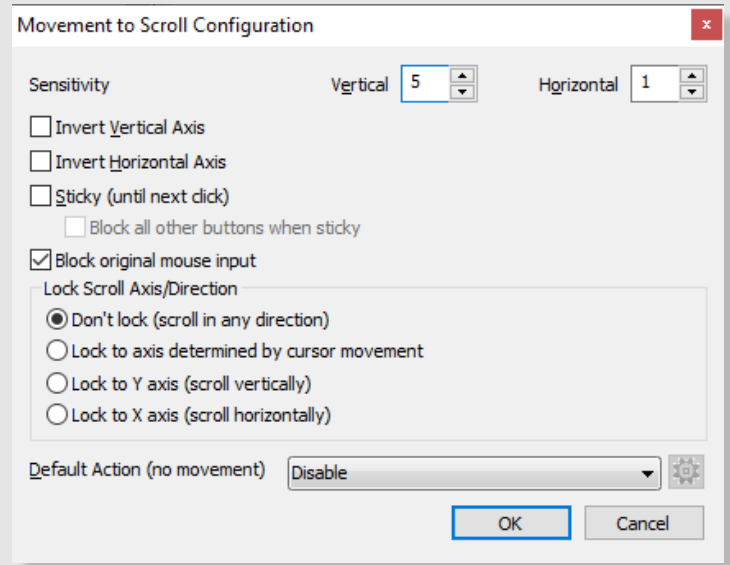 Movement to Scroll Configuration
x
Sensitivity Vertical 5 Horizontal 1
Invert Vertical Axis
Invert Horizontal Axis
Sticky (until next click)
Block all other buttons when sticky
Block original mouse input
Lock Scroll Axis/Direction
Don't lock (scroll in any direction)
Lock to axis determined by cursor movement
Lock to Y axis (scroll vertically)
Lock to X axis (scroll horizontally)
Default Action (no movement) Disable
OK Cancel